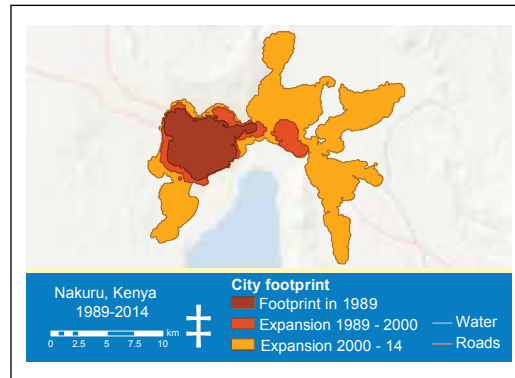 City footprint
Nakuru, Kenya
1989-2014
Footprint in 1989
Expansion 1989 - 2000
Expansion 2000 - 14
Water
Roads
km
0 2.5 5 7.5 10